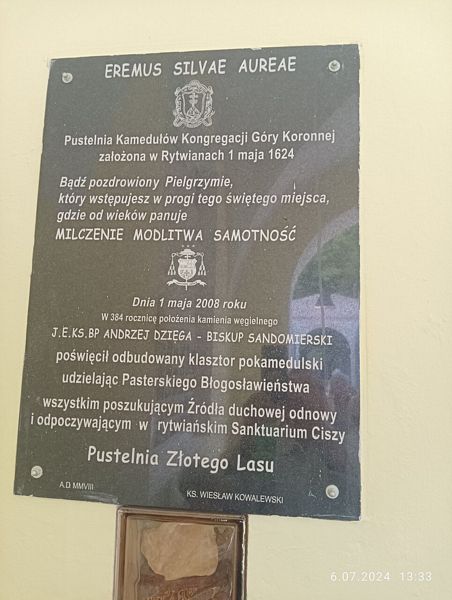 EREMUS SILVAE AUREAE
Pustelnia Kamedułów Kongregacji Góry Koronnej
założona w Rytwianach 1 maja 1624
Bądź pozdrowiony Pielgrzymie,
który wstępujesz w progi tego świętego miejsca,
gdzie od wieków panuje
MILCZENIE MODLITWA SAMOTNOŚĆ
Dnia 1 maja 2008 roku
W 384 rocznicę położenia kamienia węgielnego
J.E.KS.BP ANDRZEJ DZIĘGA - BISKUP SANDOMIERSKI
poświęcił odbudowany klasztor pokamedulski
udzielając Pasterskiego Błogosławieństwa
wszystkim poszukującym Źródła duchowej odnowy
i odpoczywającym w rytwiańskim Sanktuarium Ciszy
Pustelnia Złotego Lasu
A.D MMVIII
KS. WIESŁAW KOWALEWSKI
6.07.2024 13:33